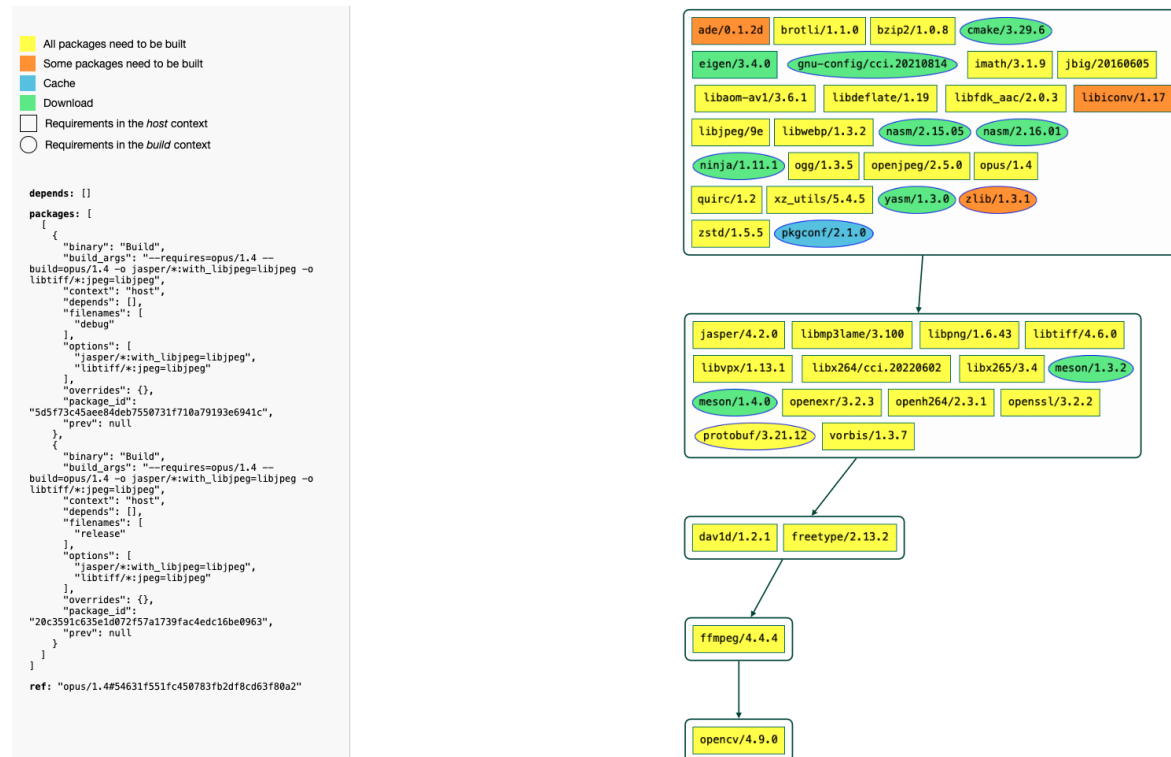 All packages need to be built
Some packages need to be built
Cache
Download
Requirements in the host context
Requirements in the build context
depends: []
packages: [
  [
    {
      "binary": "Build",
      "build_args": "--requires=opus/1.4 --
build=opus/1.4 -o jasper/*:with_libjpeg=libjpeg -o
libtiff/*:jpeg=libjpeg",
      "context": "host",
      "depends": [],
      "filenames": [
        "debug"
      ],
      "options": [
        "jasper/*:with_libjpeg=libjpeg",
        "libtiff/*:jpeg=libjpeg"
      ],
      "overrides": {},
      "package_id":
"5d5f73c45aee84deb7550731f710a79193e6941c",
      "prev": null
    },
    {
      "binary": "Build",
      "build_args": "--requires=opus/1.4 --
build=opus/1.4 -o jasper/*:with_libjpeg=libjpeg -o
libtiff/*:jpeg=libjpeg",
      "context": "host",
      "depends": [],
      "filenames": [
        "release"
      ],
      "options": [
        "jasper/*:with_libjpeg=libjpeg",
        "libtiff/*:jpeg=libjpeg"
      ],
      "overrides": {},
      "package_id":
"20c3591c635e1d072f57a1739fac4edc16be0963",
      "prev": null
    }
  ]
]
ref: "opus/1.4#54631f551fc450783fb2df8cd63f80a2"
ade/0.1.2d brotli/1.1.0 bzip2/1.0.8 cmake/3.29.6
eigen/3.4.0 gnu-config/cci.20210814 imath/3.1.9 jbig/20160605
libaom-av1/3.6.1 libdeflate/1.19 libfdk_aac/2.0.3 libiconv/1.17
libjpeg/9e libwebp/1.3.2 nasm/2.15.05 nasm/2.16.01
ninja/1.11.1 ogg/1.3.5 openjpeg/2.5.0 opus/1.4
quirc/1.2 xz_utils/5.4.5 yasm/1.3.0 zlib/1.3.1
zstd/1.5.5 pkgconf/2.1.0
jasper/4.2.0 libmp3lame/3.100 libpng/1.6.43 libtiff/4.6.0
libvpx/1.13.1 libx264/cci.20220602 libx265/3.4 meson/1.3.2
meson/1.4.0 openexr/3.2.3 openh264/2.3.1 openssl/3.2.2
protobuf/3.21.12 vorbis/1.3.7
dav1d/1.2.1 freetype/2.13.2
ffmpeg/4.4.4
opencv/4.9.0